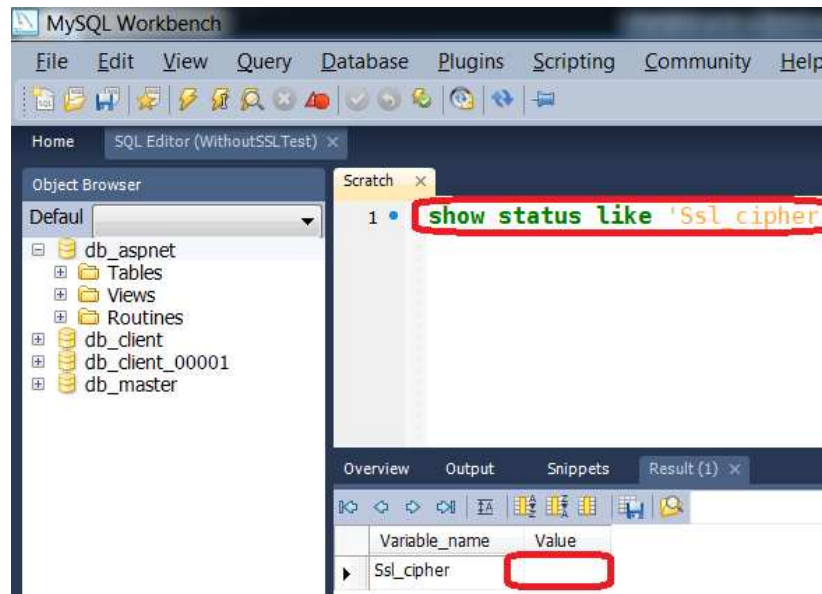 MySQL Workbench
File Edit View Query Database Plugins Scripting Community Help
Home SQL Editor (WithoutSSLTest) ×
Object Browser
Scratch ×
Defaul
1 show status like 'Ssl_cipher
db_aspnet
Tables
Views
Routines
db_client
db_client_00001
db_master
Overview Output Snippets Result (1) ×
Variable_name Value
Ssl_cipher